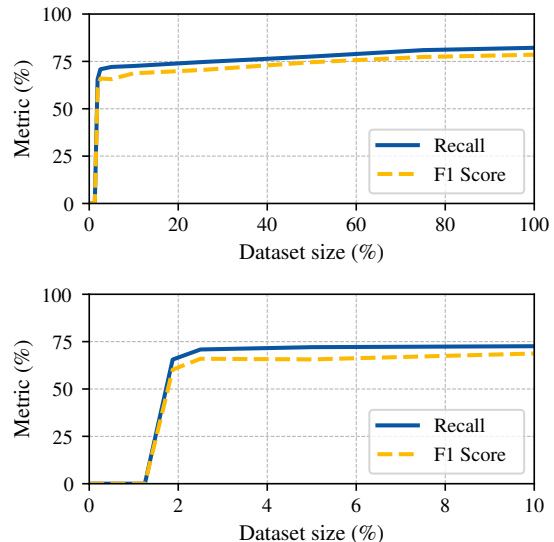 100
75
50
25
0
Metric (%)
Recall
F1 Score
0 20 40 60 80 100
Dataset size (%)
100
75
50
25
0
Metric (%)
Recall
F1 Score
0 2 4 6 8 10
Dataset size (%)